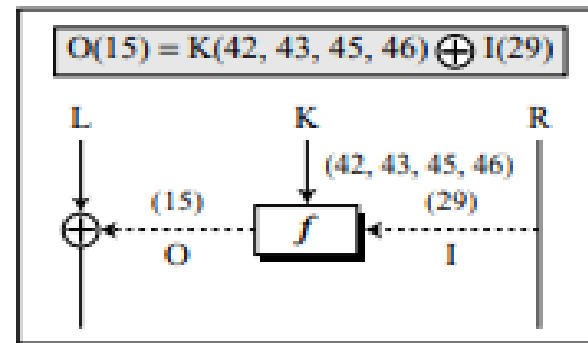 O(15) = K(42, 43, 45, 46) ⊕ I(29)
L K R
(42, 43, 45, 46)
(15) f (29)
O I